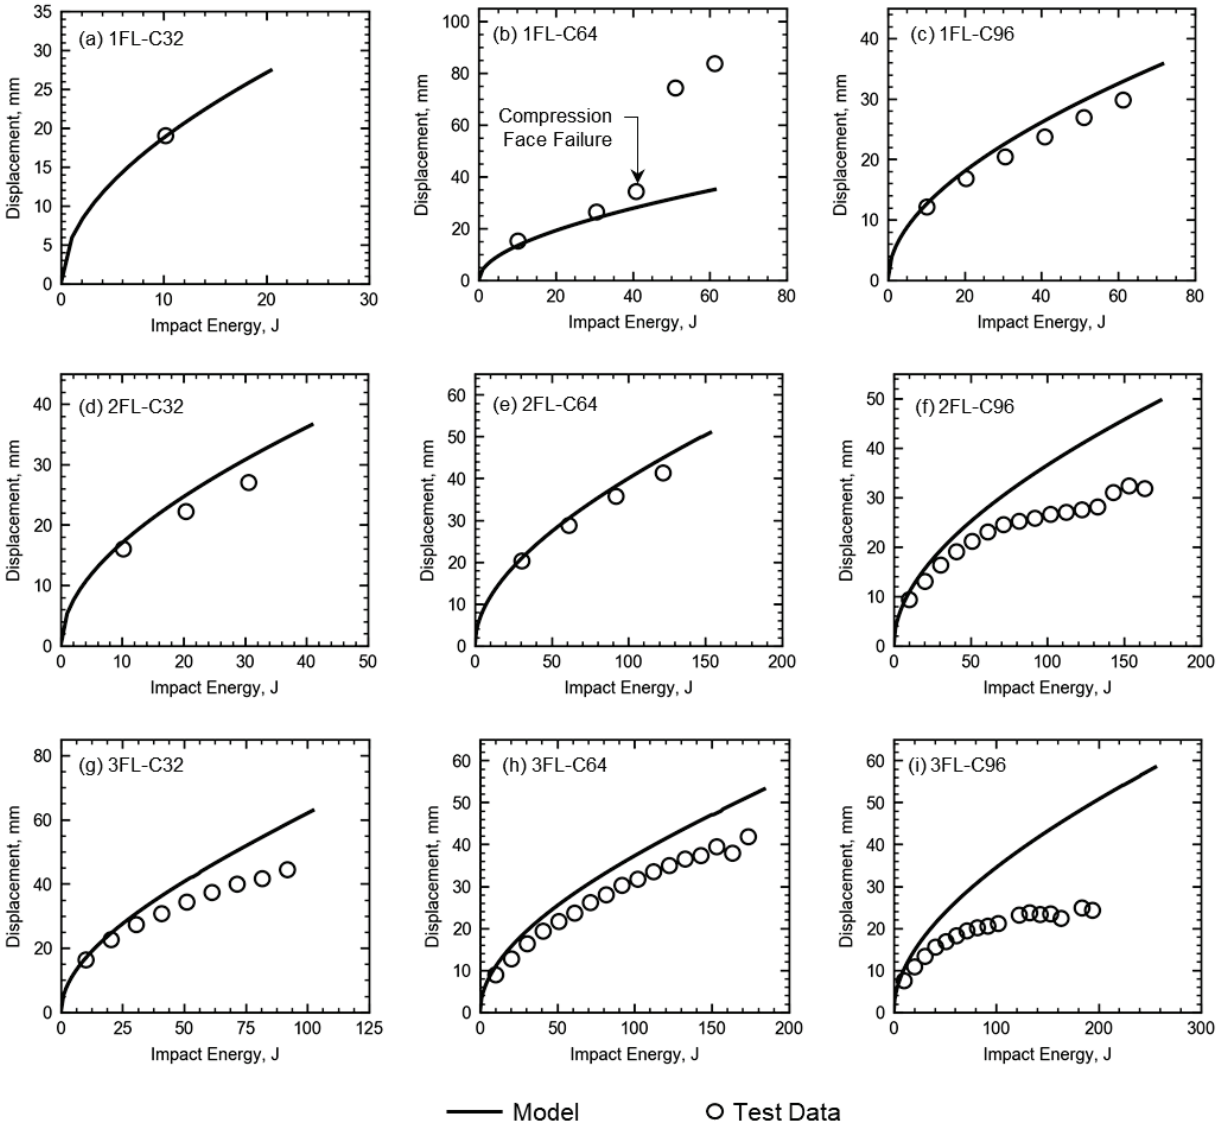 (a) 1FL-C32
35
30
25
20
15
10
5
0
Displacement, mm
0 10 20 30
Impact Energy, J
(b) 1FL-C64
100
80
60
40
20
0
Displacement, mm
Compression
Face Failure
0 20 40 60 80
Impact Energy, J
(c) 1FL-C96
40
30
20
10
0
Displacement, mm
0 20 40 60 80
Impact Energy, J
(d) 2FL-C32
40
30
20
10
0
Displacement, mm
0 10 20 30 40 50
Impact Energy, J
(e) 2FL-C64
60
50
40
30
20
10
0
Displacement, mm
0 50 100 150 200
Impact Energy, J
(f) 2FL-C96
50
40
30
20
10
0
Displacement, mm
0 50 100 150 200
Impact Energy, J
(g) 3FL-C32
80
60
40
20
0
Displacement, mm
0 25 50 75 100 125
Impact Energy, J
(h) 3FL-C64
60
50
40
30
20
10
0
Displacement, mm
0 50 100 150 200
Impact Energy, J
(i) 3FL-C96
60
50
40
30
20
10
0
Displacement, mm
0 100 200 300
Impact Energy, J
Model Test Data